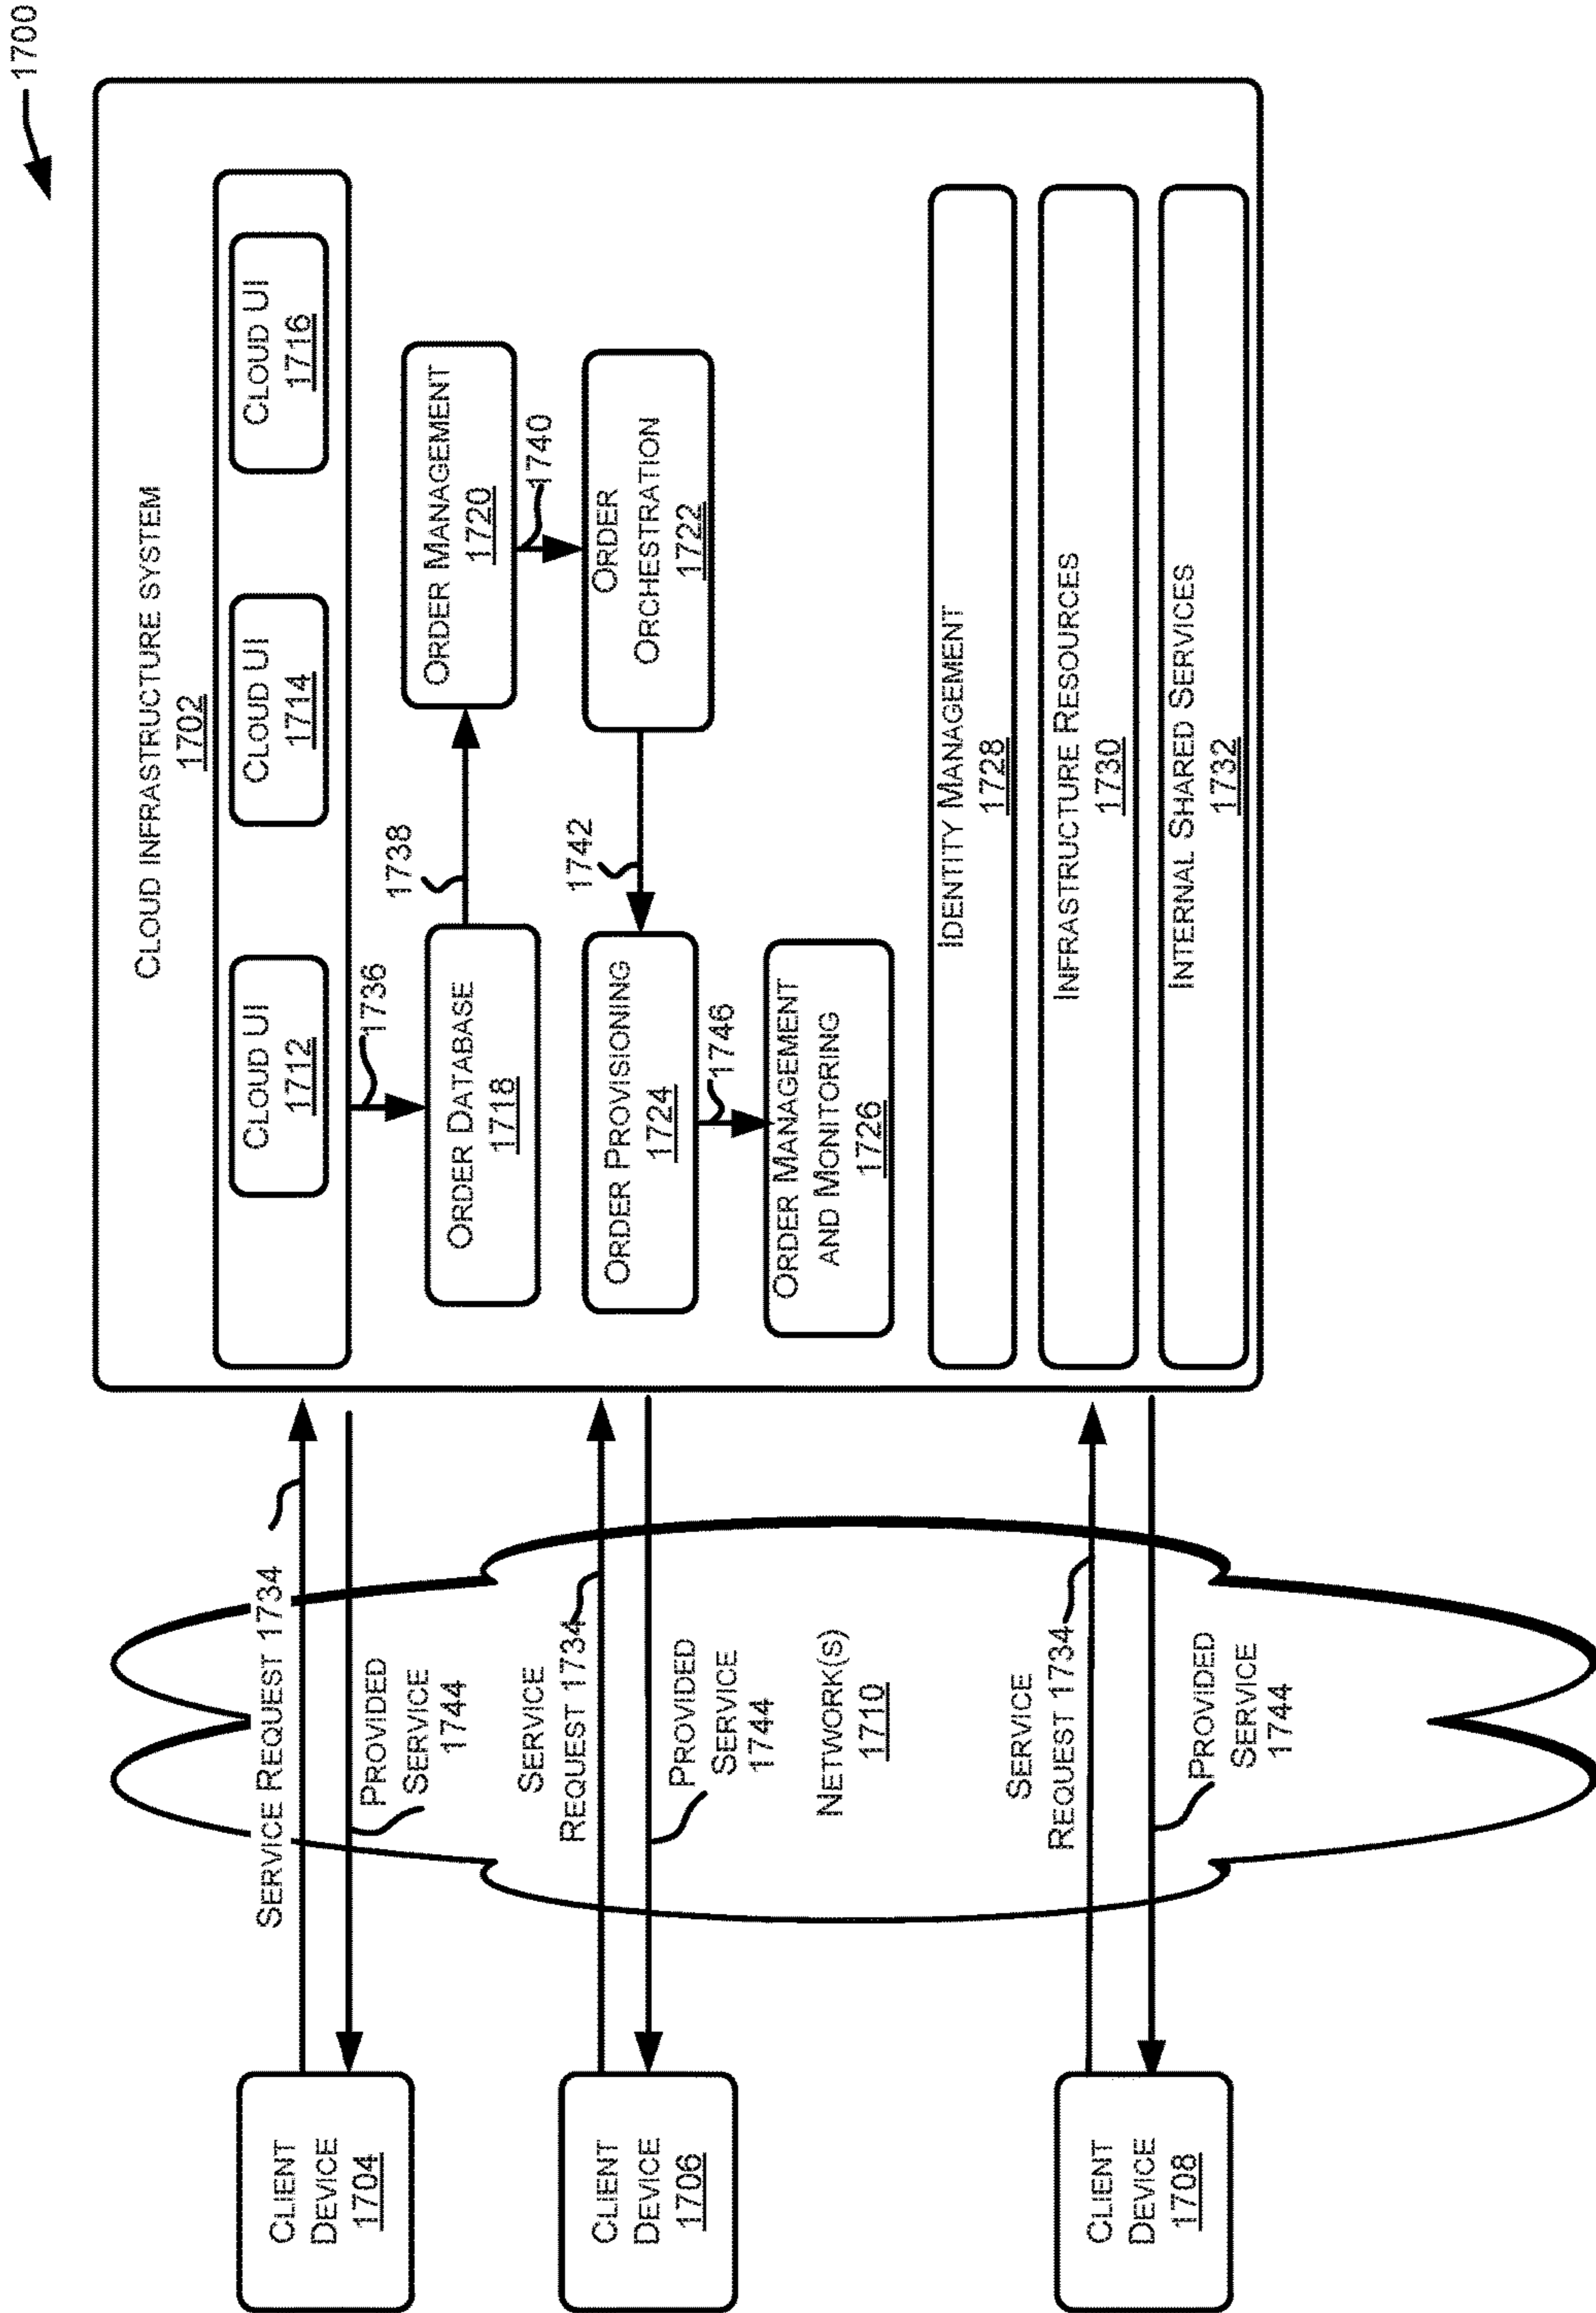 1700
CLOUD INFRASTRUCTURE SYSTEM
1702
CLOUD UI
1712
CLOUD UI
1714
CLOUD UI
1716
1736
ORDER DATABASE
1718
1738
ORDER MANAGEMENT
1720
1740
ORDER
ORCHESTRATION
1722
1742
ORDER PROVISIONING
1724
1746
ORDER MANAGEMENT
AND MONITORING
1726
IDENTITY MANAGEMENT
1728
INFRASTRUCTURE RESOURCES
1730
INTERNAL SHARED SERVICES
1732
CLIENT
DEVICE
1704
SERVICE REQUEST 1734
PROVIDED
SERVICE
1744
CLIENT
DEVICE
1706
SERVICE
REQUEST 1734
PROVIDED
SERVICE
1744
NETWORK(S)
1710
CLIENT
DEVICE
1708
SERVICE
REQUEST 1734
PROVIDED
SERVICE
1744